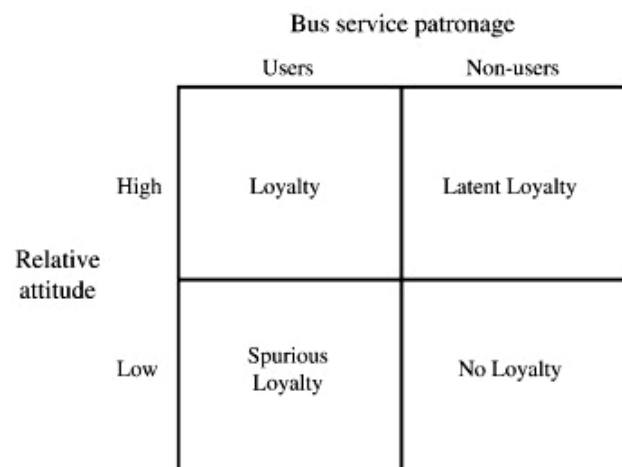 Bus service patronage
Users Non-users
High Loyalty Latent Loyalty
Relative
attitude
Low Spurious
Loyalty No Loyalty